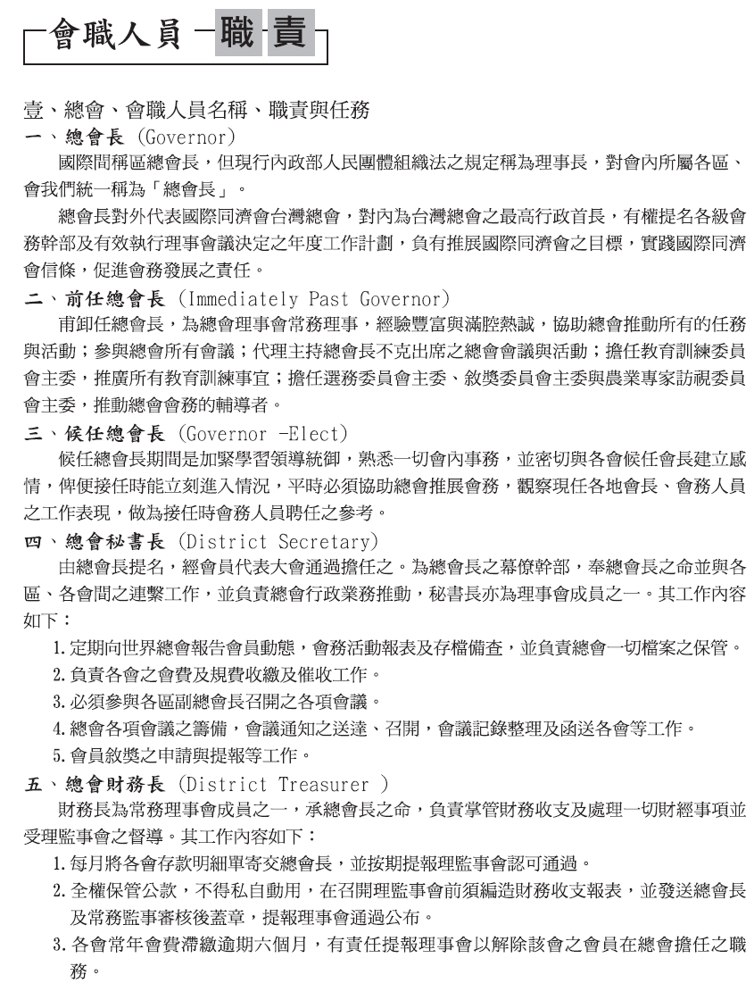 會職人員職責
壹、總會、會職人員名稱、職責與任務
一、總會長 (Governor)
國際間稱區總會長，但現行內政部人民團體組織法之規定稱為理事長，對會內所屬各區、
會我們統一稱為「總會長」。
總會長對外代表國際同濟會台灣總會，對內為台灣總會之最高行政首長，有權提名各級會
務幹部及有效執行理事會議決定之年度工作計劃，負有推展國際同濟會之目標，實踐國際同濟
會信條，促進會務發展之責任。
二、前任總會長 (Immediately Past Governor)
甫卸任總會長，為總會理事會常務理事，經驗豐富與滿腔熱誠，協助總會推動所有的任務
與活動；參與總會所有會議；代理主持總會長不克出席之總會會議與活動；擔任教育訓練委員
會主委，推廣所有教育訓練事宜；擔任選務委員會主委、敘獎委員會主委與農業專家訪視委員
會主委，推動總會會務的輔導者。
三、候任總會長 (Governor -Elect)
候任總會長期間是加緊學習領導統御，熟悉一切會內事務，並密切與各會候任會長建立感
情，俾便接任時能立刻進入情況，平時必須協助總會推展會務，觀察現任各地會長、會務人員
之工作表現，做為接任時會務人員聘任之參考。
四、總會秘書長 (District Secretary)
由總會長提名，經會員代表大會通過擔任之。為總會長之幕僚幹部，奉總會長之命並與各
區、各會間之連繫工作，並負責總會行政業務推動，秘書長亦為理事會成員之一。其工作內容
如下：
1.定期向世界總會報告會員動態，會務活動報表及存檔備查，並負責總會一切檔案之保管。
2.負責各會之會費及規費收繳及催收工作。
3.必須參與各區副總會長召開之各項會議。
4.總會各項會議之籌備，會議通知之送達、召開，會議記錄整理及函送各會等工作。
5.會員敘獎之申請與提報等工作。
五、總會財務長 (District Treasurer )
財務長為常務理事會成員之一，承總會長之命，負責掌管財務收支及處理一切財經事項並
受理監事會之督導。其工作內容如下：
1.每月將各會存款明細單寄交總會長，並按期提報理監事會認可通過。
2.全權保管公款，不得私自動用，在召開理監事會前須編造財務收支報表，並發送總會長
及常務監事審核後蓋章，提報理事會通過公布。
3.各會常年會費滯繳逾期六個月，有責任提報理事會以解除該會之會員在總會擔任之職
務。